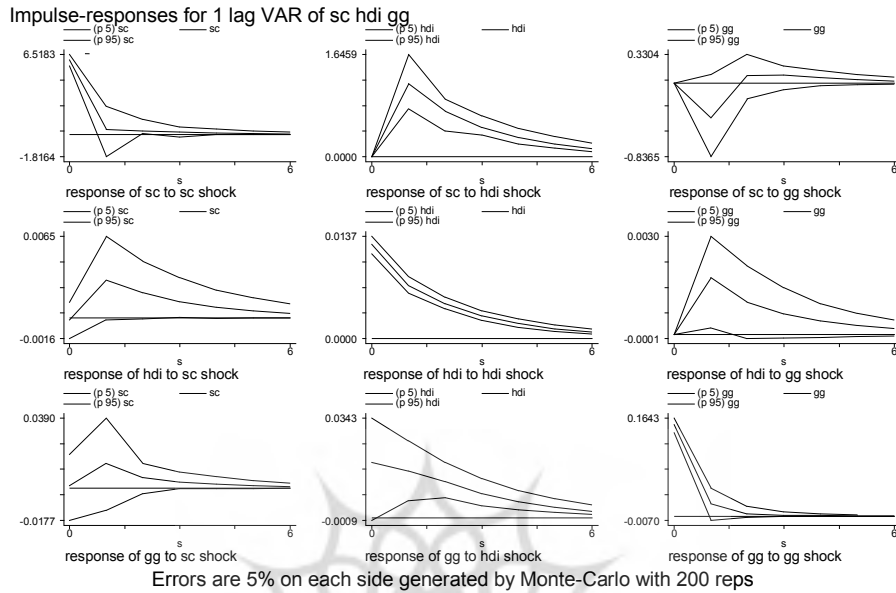 Impulse-responses for 1 lag VAR of sc hdi gg
(p 5) sc sc
(p 95) sc
6.5183
-1.8164
0 6
s
response of sc to sc shock
(p 5) hdi hdi
(p 95) hdi
1.6459
0.0000
0 6
s
response of sc to hdi shock
(p 5) gg gg
(p 95) gg
0.3304
-0.8365
0 6
s
response of sc to gg shock
(p 5) sc sc
(p 95) sc
0.0065
-0.0016
0 6
s
response of hdi to sc shock
(p 5) hdi hdi
(p 95) hdi
0.0137
0.0000
0 6
s
response of hdi to hdi shock
(p 5) gg gg
(p 95) gg
0.0030
-0.0001
0 6
s
response of hdi to gg shock
(p 5) sc sc
(p 95) sc
0.0390
-0.0177
0 6
s
response of gg to sc shock
(p 5) hdi hdi
(p 95) hdi
0.0343
-0.0009
0 6
s
response of gg to hdi shock
(p 5) gg gg
(p 95) gg
0.1643
-0.0070
0 6
s
response of gg to gg shock
Errors are 5% on each side generated by Monte-Carlo with 200 reps